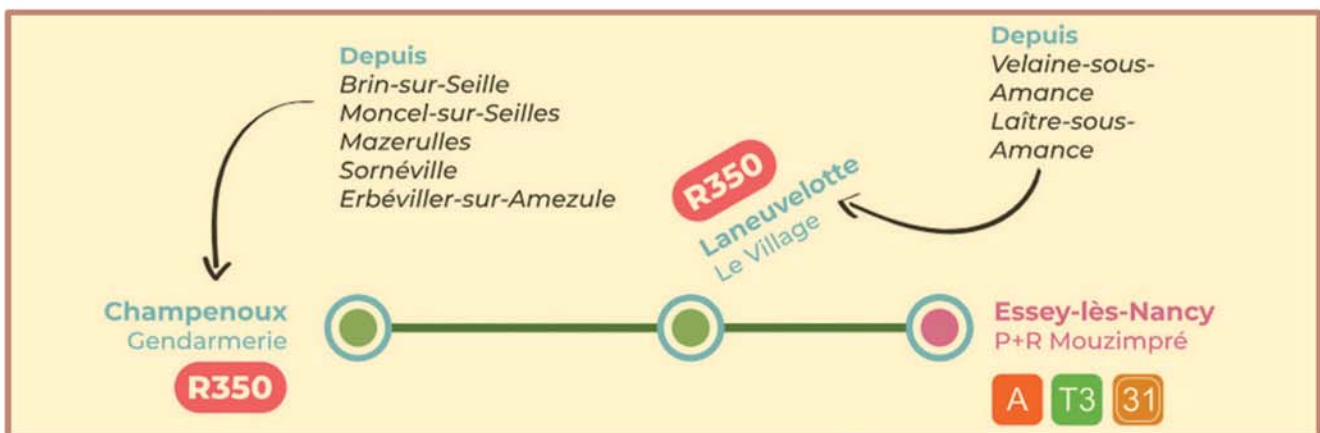 Depuis
Brin-sur-Seille
Moncel-sur-Seilles
Mazerulles
Sornéville
Erbéviller-sur-Amezule
Depuis
Velaine-sous-
Amance
Laître-sous-
Amance
R350
Laneuvelotte
Le Village
Champenoux
Gendarmerie
R350
Essey-lès-Nancy
P+R Mouzimpré
A T3 31